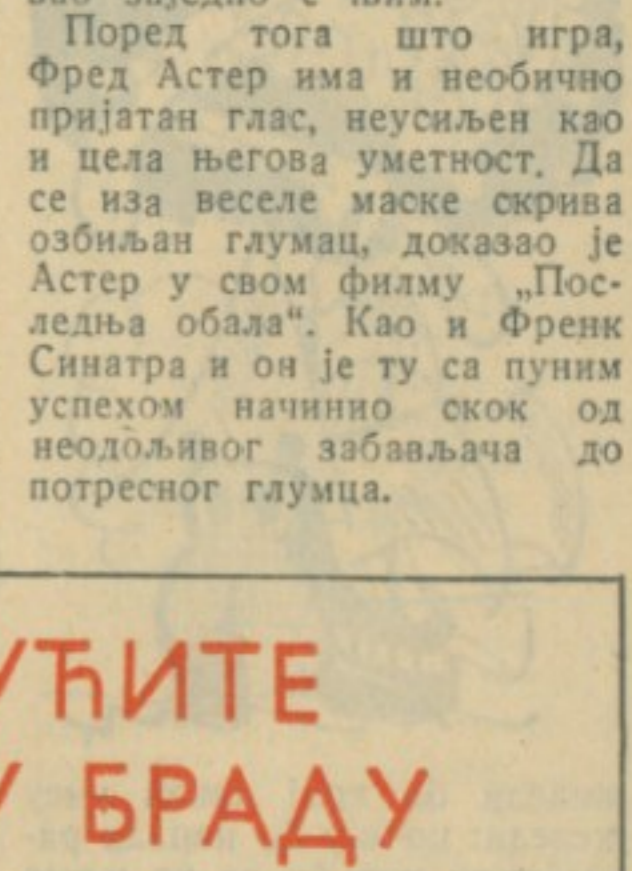 Поред тога што игра,
Фред Астер има и необично
пријатан глас, неусиљен као
и цела његова уметност. Да
се иза веселе маске скрива
озбиљан глумац, доказао је
Астер у свом филму „Пос-
ледња обала“. Као и Френк
Синатра и он је ту са пуним
успехом начинио скок од
неодољивог забављача до
потресног глумца.
УЋИТЕ
У БРАДУ